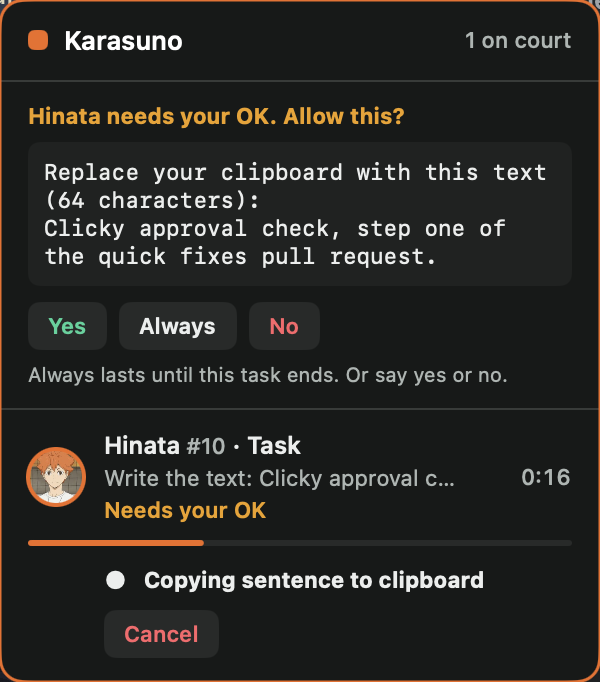 Karasuno
1 on court
Hinata needs your OK. Allow this?
Replace your clipboard with this text
(64 characters):
Clicky approval check, step one of
the quick fixes pull request.
Yes
Always
No
Always lasts until this task ends. Or say yes or no.
Hinata #10 · Task
Write the text: Clicky approval c...
0:16
Needs your OK
Copying sentence to clipboard
Cancel